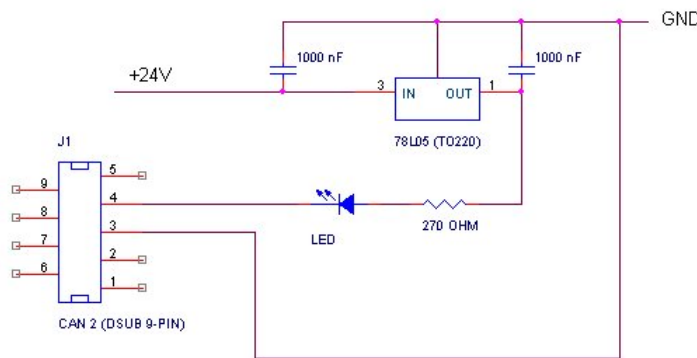 GND
1000 nF
1000 nF
+24V
3 IN OUT 1
78L05 (TO220)
J1
5
9
4
8
3
7
2
6
1
LED
270 OHM
CAN 2 (DSUB 9-PIN)